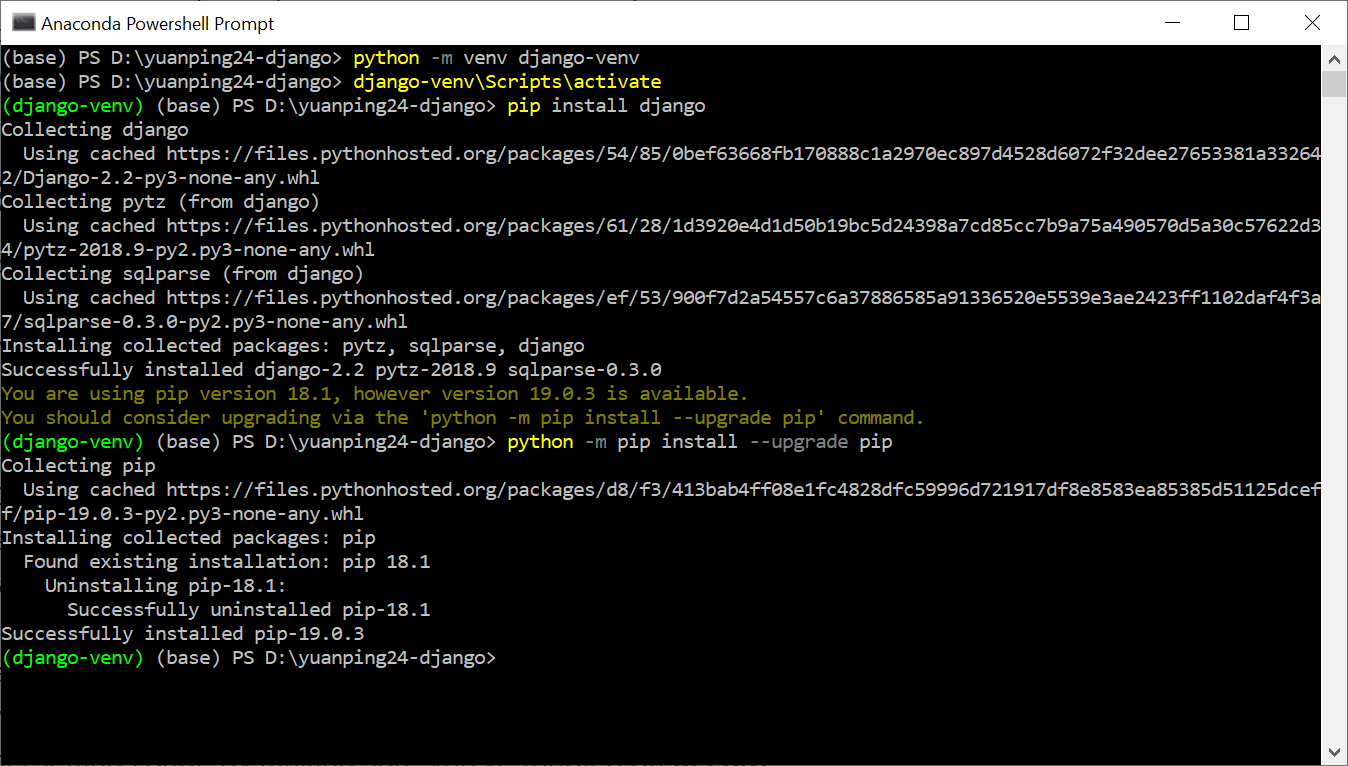 Anaconda Powershell Prompt
(base) PS D:\yuanping24-django> python -m venv django-venv
(base) PS D:\yuanping24-django> django-venv\Scripts\activate
(django-venv) (base) PS D:\yuanping24-django> pip install django
Collecting django
  Using cached https://files.pythonhosted.org/packages/54/85/0bef63668fb170888c1a2970ec897d4528d6072f32dee27653381a33264
2/Django-2.2-py3-none-any.whl
Collecting pytz (from django)
  Using cached https://files.pythonhosted.org/packages/61/28/1d3920e4d1d50b19bc5d24398a7cd85cc7b9a75a490570d5a30c57622d3
4/pytz-2018.9-py2.py3-none-any.whl
Collecting sqlparse (from django)
  Using cached https://files.pythonhosted.org/packages/ef/53/900f7d2a54557c6a37886585a91336520e5539e3ae2423ff1102daf4f3a
7/sqlparse-0.3.0-py2.py3-none-any.whl
Installing collected packages: pytz, sqlparse, django
Successfully installed django-2.2 pytz-2018.9 sqlparse-0.3.0
You are using pip version 18.1, however version 19.0.3 is available.
You should consider upgrading via the 'python -m pip install --upgrade pip' command.
(django-venv) (base) PS D:\yuanping24-django> python -m pip install --upgrade pip
Collecting pip
  Using cached https://files.pythonhosted.org/packages/d8/f3/413bab4ff08e1fc4828dfc59996d721917df8e8583ea85385d51125dcef
f/pip-19.0.3-py2.py3-none-any.whl
Installing collected packages: pip
  Found existing installation: pip 18.1
    Uninstalling pip-18.1:
      Successfully uninstalled pip-18.1
Successfully installed pip-19.0.3
(django-venv) (base) PS D:\yuanping24-django>